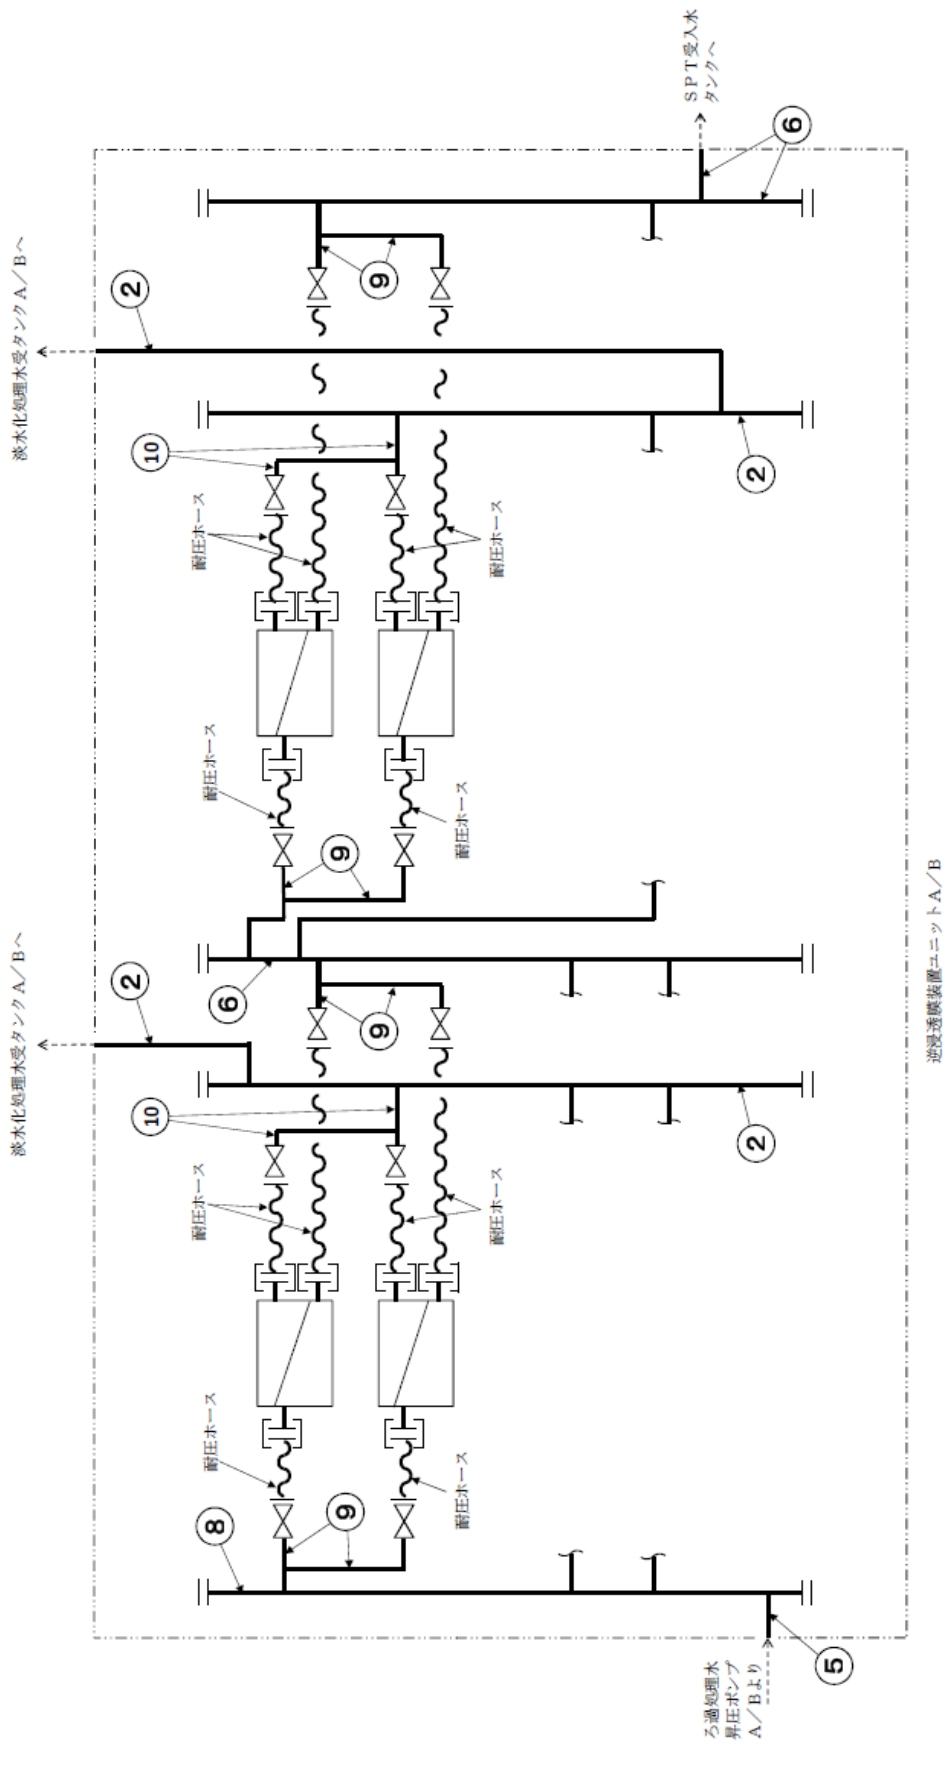 淡水化処理水受タンクA／Bへ
淡水化処理水受タンクA／Bへ
②
②
⑩
⑩
耐圧ホース
耐圧ホース
耐圧ホース
耐圧ホース
⑧
⑥
⑨
⑨
⑨
⑨
耐圧ホース
耐圧ホース
耐圧ホース
耐圧ホース
ＳＰＴ受入水
タンクへ
ろ過処理水
昇圧ポンプ
A／Bより
②
②
⑥
⑤
逆浸透膜装置ユニットA／B